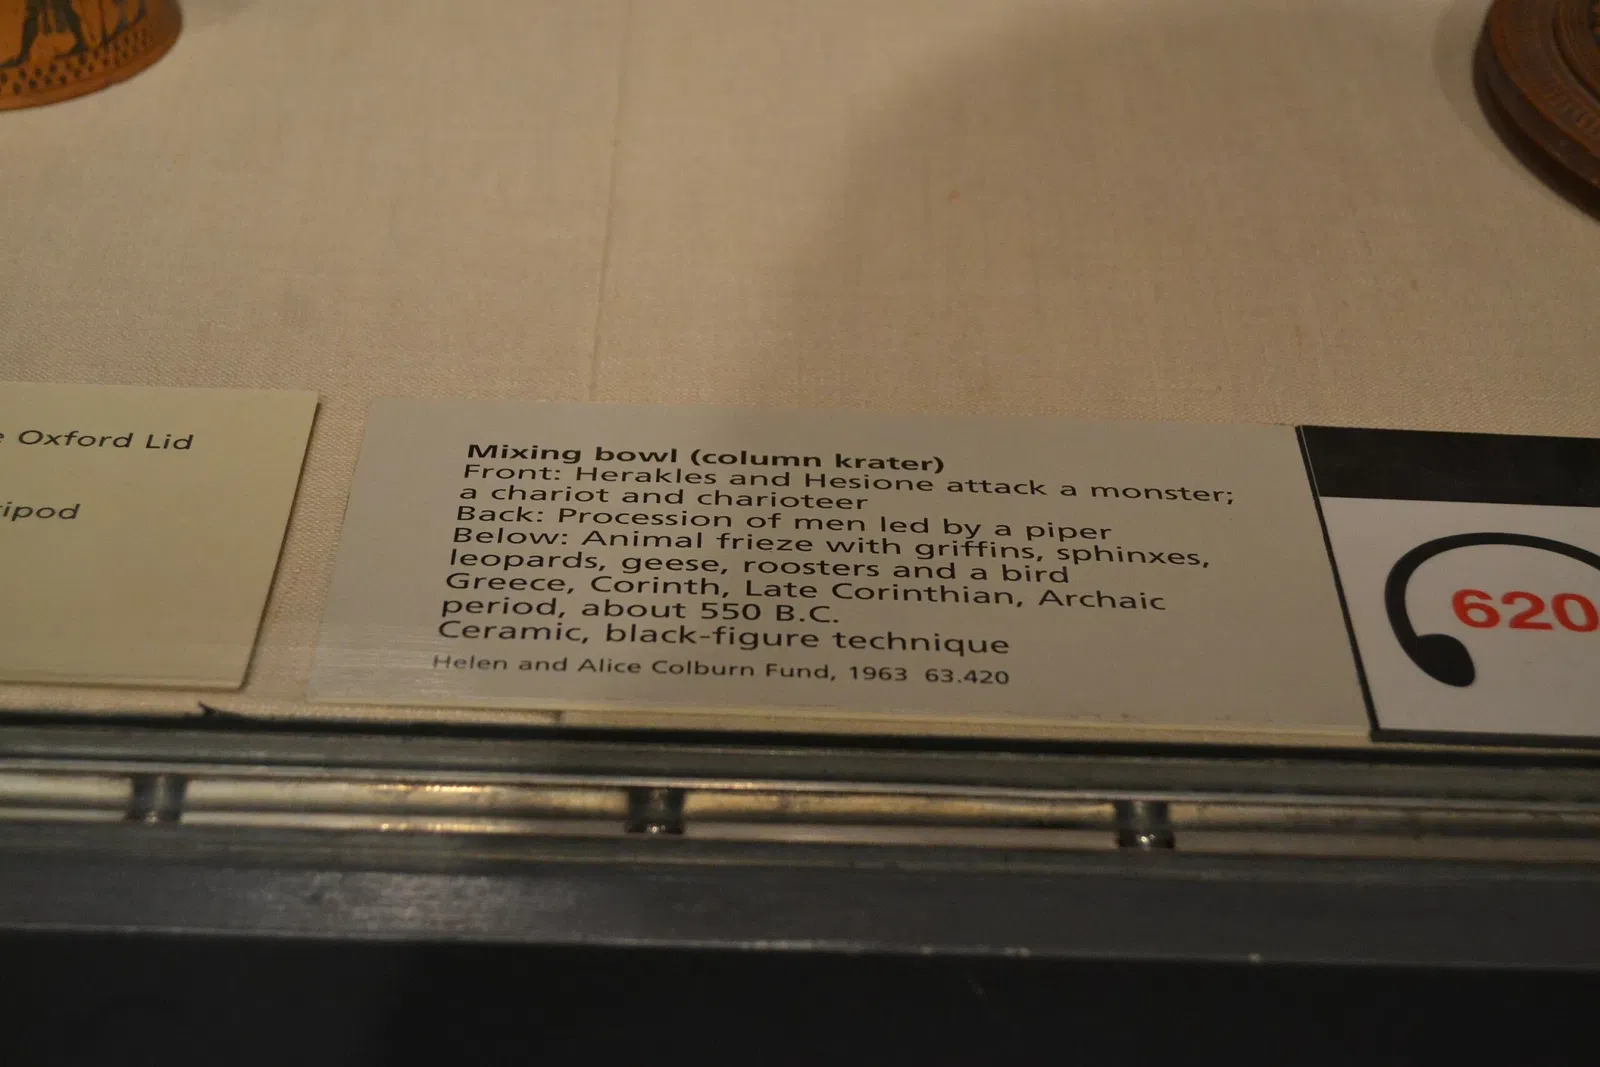 Oxford Lid
Mixing bowl (column krater)
Front: Herakles and Hesione attack a monster;
a chariot and charioteer
Back: Procession of men led by a piper
Below: Animal frieze with griffins, sphinxes,
leopards, geese, roosters and a bird
Greece, Corinth, Late Corinthian, Archaic
period, about 550 B.C.
Ceramic, black-figure technique
Helen and Alice Colburn Fund, 1963 63.420
620